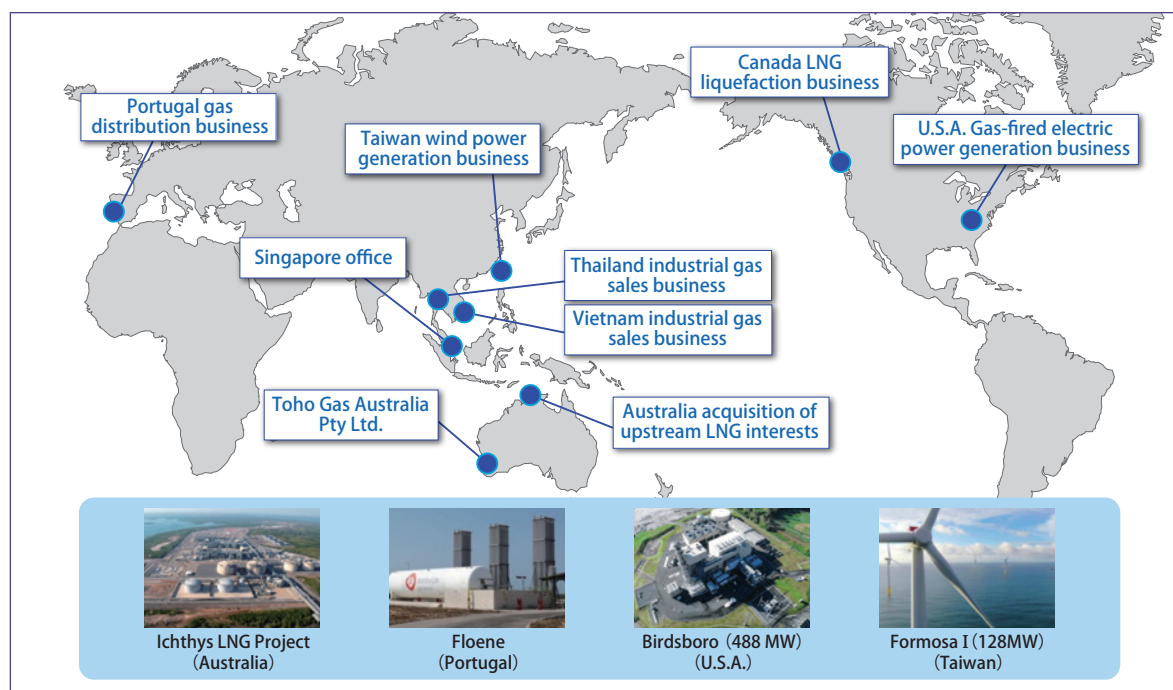 Canada LNG
liquefaction business
Portugal gas
distribution business
U.S.A. Gas-fired electric
power generation business
Taiwan wind power
generation business
Singapore office
Thailand industrial gas
sales business
Vietnam industrial gas
sales business
Toho Gas Australia
Pty Ltd.
Australia acquisition of
upstream LNG interests
Ichthys LNG Project
(Australia)
Floene
(Portugal)
Birdsboro (488 MW)
(U.S.A.)
Formosa I (128MW)
(Taiwan)